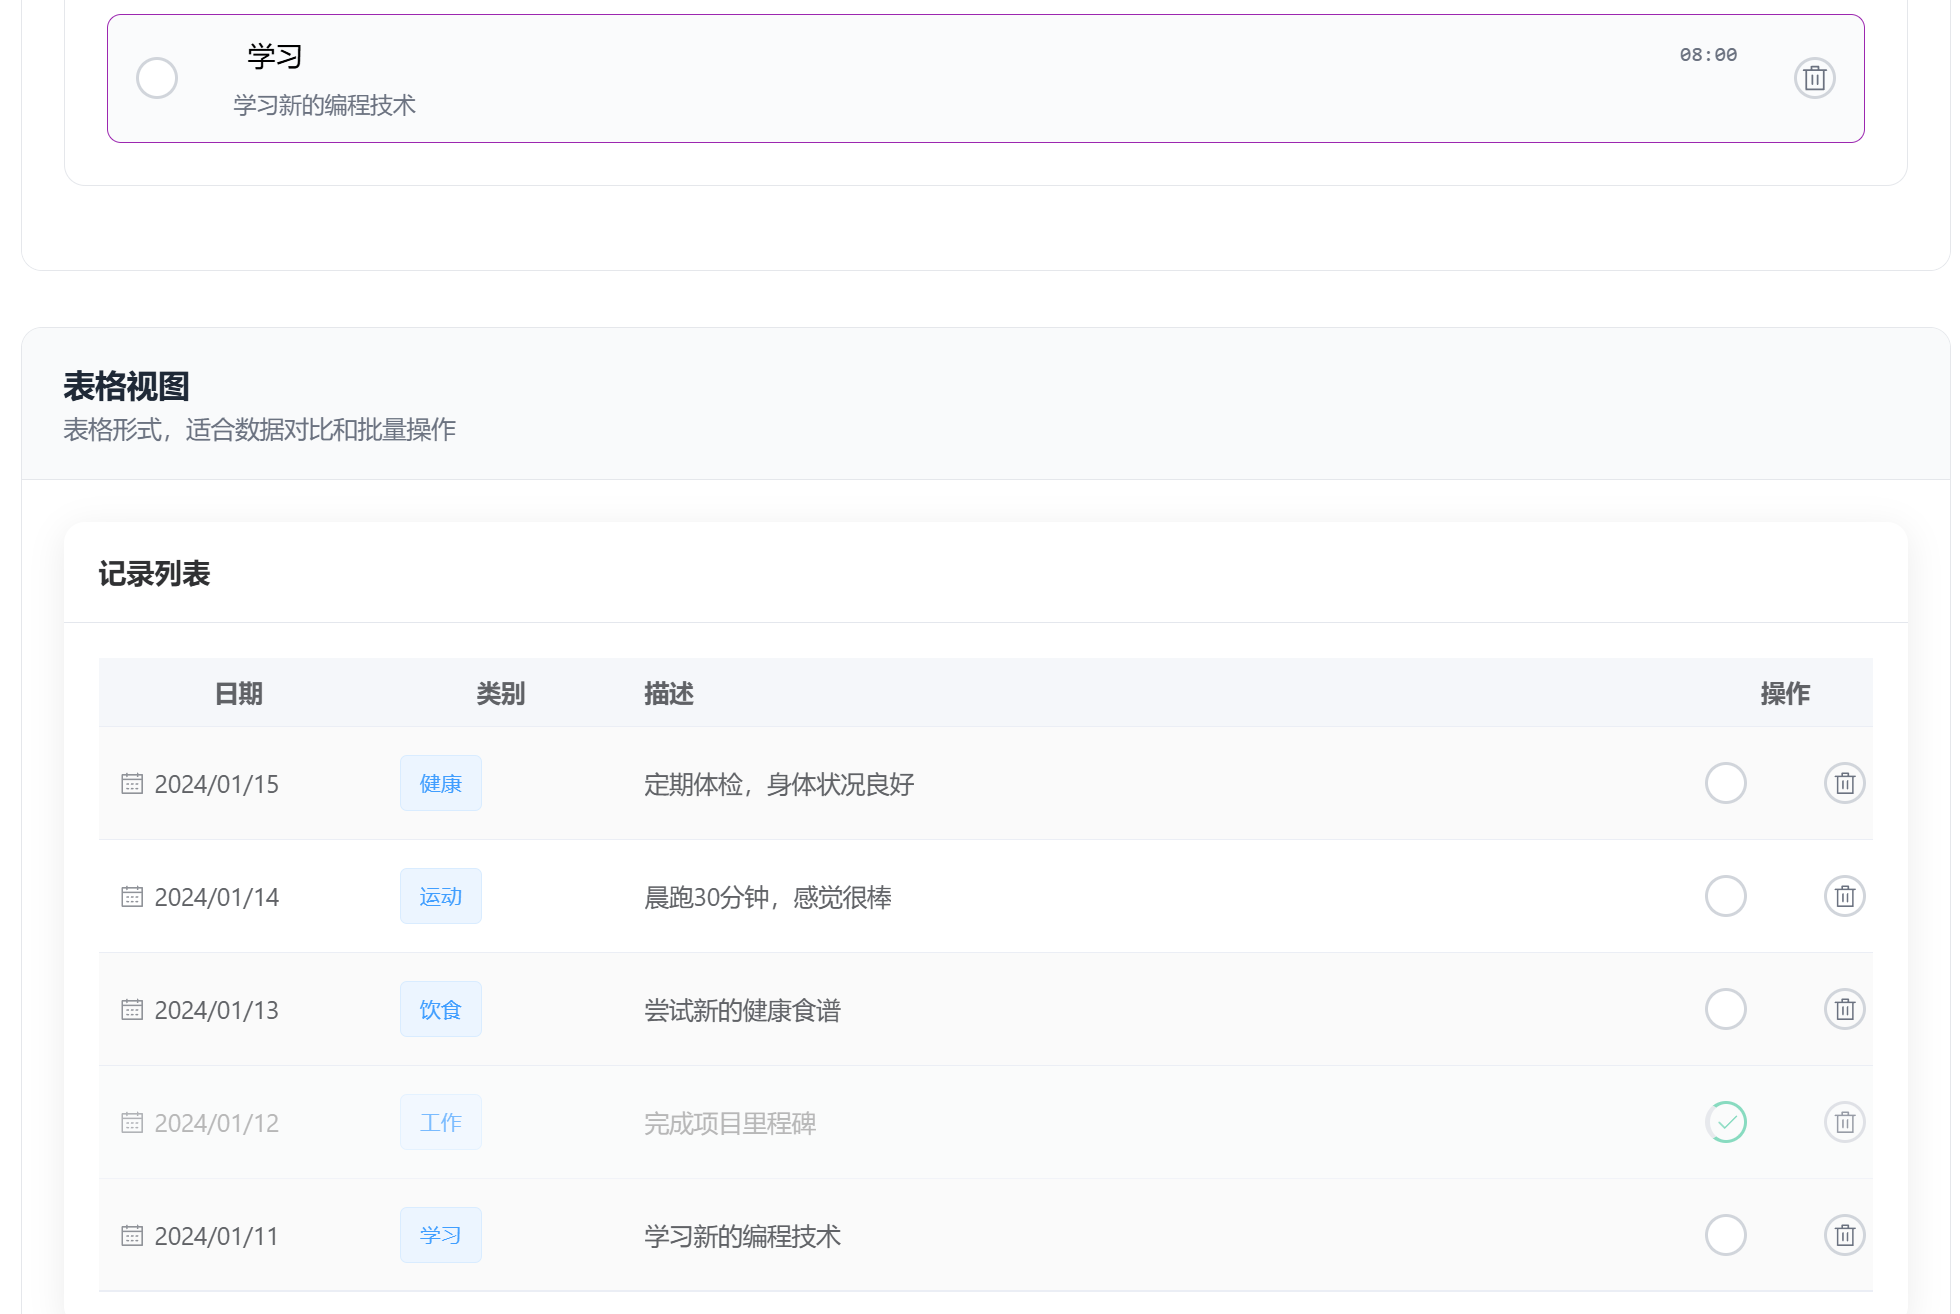 学习 08:00
学习新的编程技术
表格视图
表格形式，适合数据对比和批量操作
记录列表
日期 类别 描述 操作
2024/01/15 健康 定期体检，身体状况良好
2024/01/14 运动 晨跑30分钟，感觉很棒
2024/01/13 饮食 尝试新的健康食谱
2024/01/12 工作 完成项目里程碑
2024/01/11 学习 学习新的编程技术